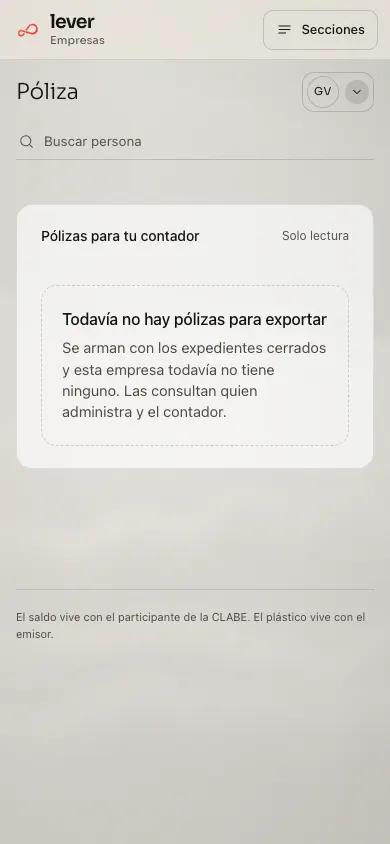 lever
Empresas
Secciones
Póliza
GV
Buscar persona
Pólizas para tu contador
Solo lectura
Todavía no hay pólizas para exportar
Se arman con los expedientes cerrados
y esta empresa todavía no tiene
ninguno. Las consultan quien
administra y el contador.
El saldo vive con el participante de la CLABE. El plástico vive con el
emisor.